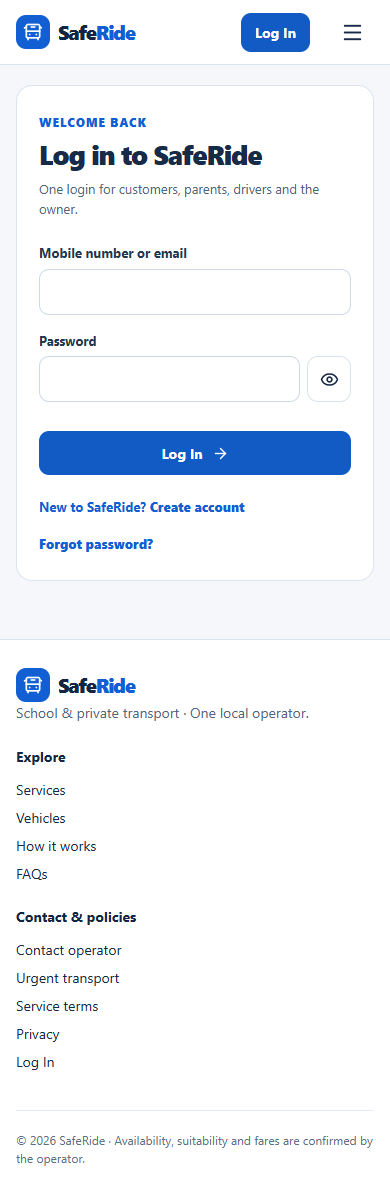 SafeRide
Log In
WELCOME BACK
Log in to SafeRide
One login for customers, parents, drivers and the
owner.
Mobile number or email
Password
Log In
New to SafeRide? Create account
Forgot password?
SafeRide
School & private transport · One local operator.
Explore
Services
Vehicles
How it works
FAQs
Contact & policies
Contact operator
Urgent transport
Service terms
Privacy
Log In
© 2026 SafeRide · Availability, suitability and fares are confirmed by
the operator.